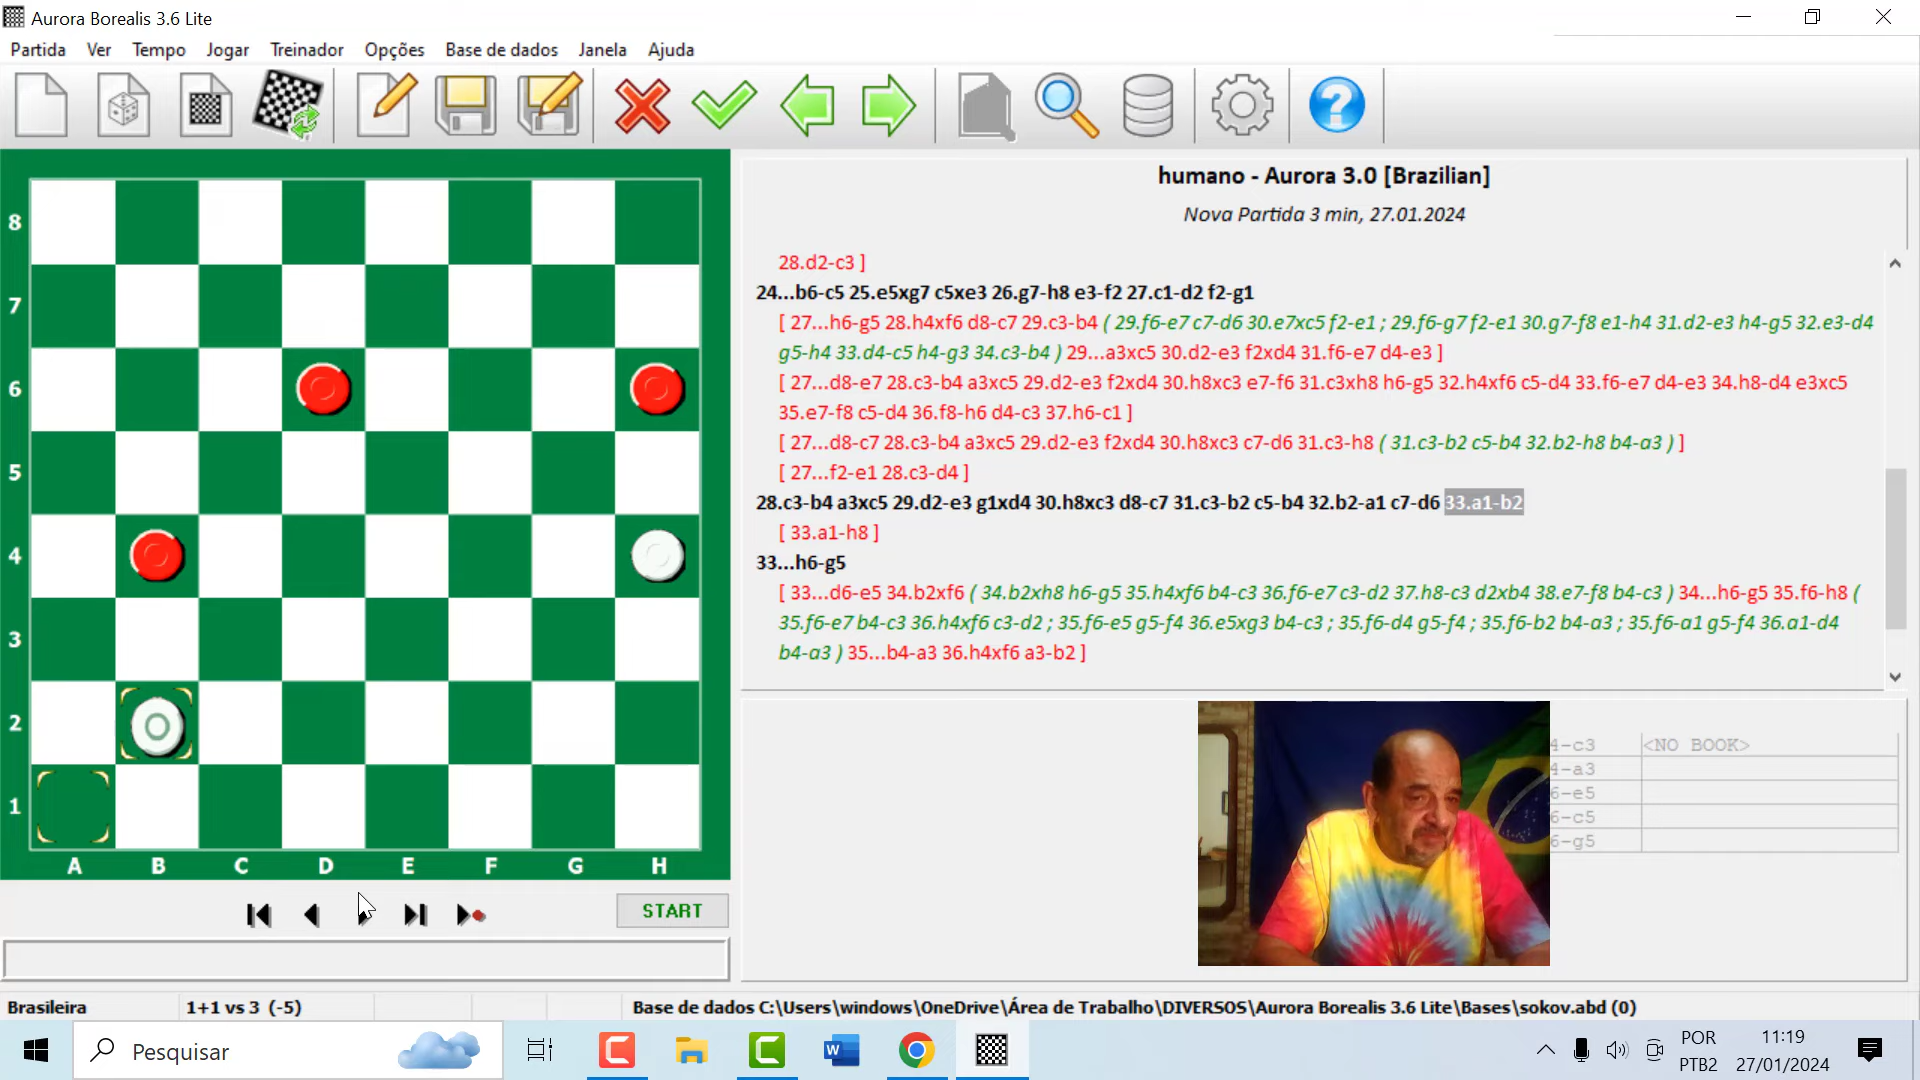 Aurora Borealis 3.6 Lite
Partida Ver Tempo Jogar Treinador Opções Base de dados Janela Ajuda
humano - Aurora 3.0 [Brazilian]
Nova Partida 3 min, 27.01.2024
28.d2-c3 ]
24...b6-c5 25.e5xg7 c5xe3 26.g7-h8 e3-f2 27.c1-d2 f2-g1
[ 27...h6-g5 28.h4xf6 d8-c7 29.c3-b4 ( 29.f6-e7 c7-d6 30.e7xc5 f2-e1 ; 29.f6-g7 f2-e1 30.g7-f8 e1-h4 31.d2-e3 h4-g5 32.e3-d4
g5-h4 33.d4-c5 h4-g3 34.c3-b4 ) 29...a3xc5 30.d2-e3 f2xd4 31.f6-e7 d4-e3 ]
[ 27...d8-e7 28.c3-b4 a3xc5 29.d2-e3 f2xd4 30.h8xc3 e7-f6 31.c3xh8 h6-g5 32.h4xf6 c5-d4 33.f6-e7 d4-e3 34.h8-d4 e3xc5
35.e7-f8 c5-d4 36.f8-h6 d4-c3 37.h6-c1 ]
[ 27...d8-c7 28.c3-b4 a3xc5 29.d2-e3 f2xd4 30.h8xc3 c7-d6 31.c3-h8 ( 31.c3-b2 c5-b4 32.b2-h8 b4-a3 ) ]
[ 27...f2-e1 28.c3-d4 ]
28.c3-b4 a3xc5 29.d2-e3 g1xd4 30.h8xc3 d8-c7 31.c3-b2 c5-b4 32.b2-a1 c7-d6 33.a1-b2
[ 33.a1-h8 ]
33...h6-g5
[ 33...d6-e5 34.b2xf6 ( 34.b2xh8 h6-g5 35.h4xf6 b4-c3 36.f6-e7 c3-d2 37.h8-c3 d2xb4 38.e7-f8 b4-c3 ) 34...h6-g5 35.f6-h8 (
35.f6-e7 b4-c3 36.h4xf6 c3-d2 ; 35.f6-e5 g5-f4 36.e5xg3 b4-c3 ; 35.f6-d4 g5-f4 ; 35.f6-b2 b4-a3 ; 35.f6-a1 g5-f4 36.a1-d4
b4-a3 ) 35...b4-a3 36.h4xf6 a3-b2 ]
8
7
6
5
4
3
2
1
A B C D E F G H
START
4-c3 <NO BOOK>
4-a3
6-e5
6-c5
6-g5
Brasileira 1+1 vs 3 (-5) Base de dados C:\Users\windows\OneDrive\Área de Trabalho\DIVERSOS\Aurora Borealis 3.6 Lite\Bases\sokov.abd (0)
Pesquisar
POR
PTB2
11:19
27/01/2024